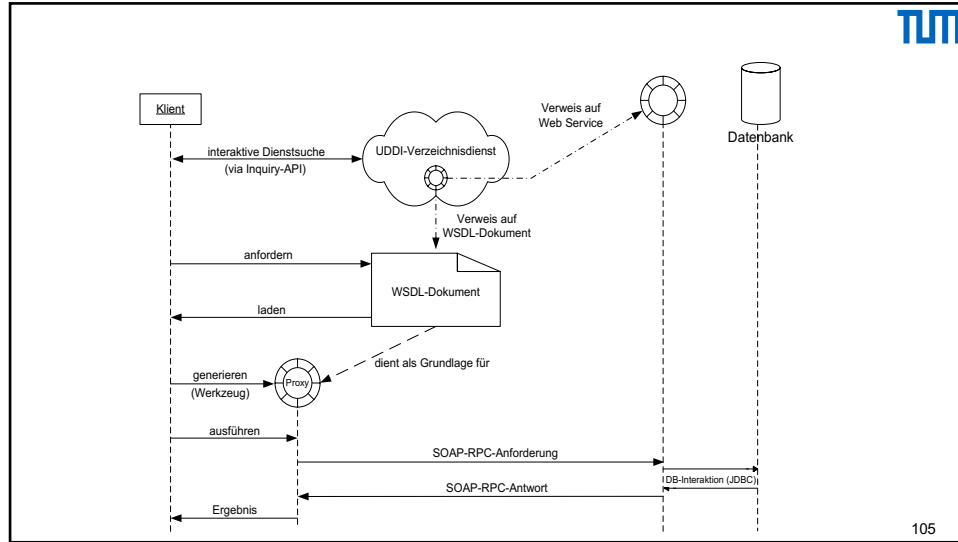 TUM
Klient
UDDI-Verzeichnisdienst
Verweis auf
Web Service
Datenbank
interaktive Dienstsuche
(via Inquiry-API)
Verweis auf
WSDL-Dokument
anfordern
WSDL-Dokument
laden
dient als Grundlage für
generieren
(Werkzeug)
Proxy
ausführen
SOAP-RPC-Anforderung
DB-Interaktion (JDBC)
SOAP-RPC-Antwort
Ergebnis
105